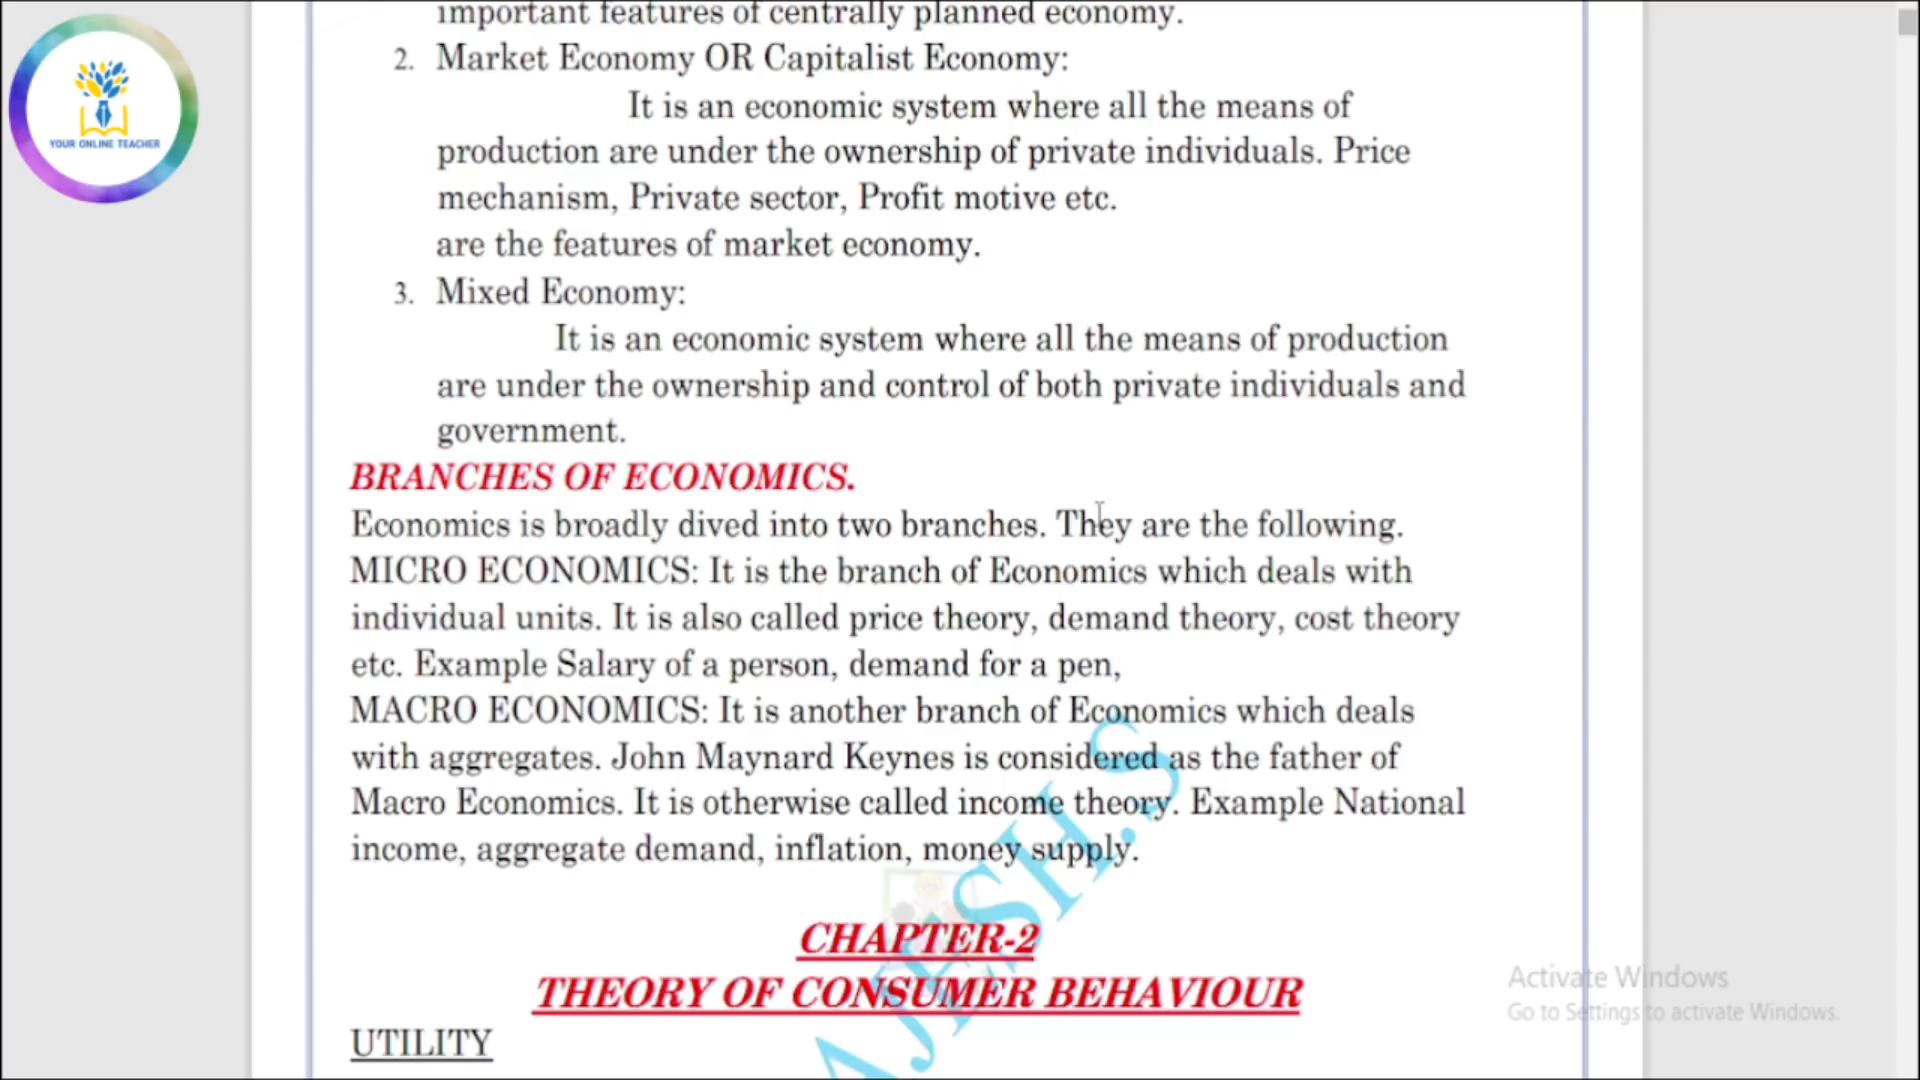 important features of centrally planned economy.
YOUR ONLINE TEACHER
2. Market Economy OR Capitalist Economy:
It is an economic system where all the means of
production are under the ownership of private individuals. Price
mechanism, Private sector, Profit motive etc.
are the features of market economy.
3. Mixed Economy:
It is an economic system where all the means of production
are under the ownership and control of both private individuals and
government.
BRANCHES OF ECONOMICS.
Economics is broadly dived into two branches. They are the following.
MICRO ECONOMICS: It is the branch of Economics which deals with
individual units. It is also called price theory, demand theory, cost theory
etc. Example Salary of a person, demand for a pen,
MACRO ECONOMICS: It is another branch of Economics which deals
with aggregates. John Maynard Keynes is considered as the father of
Macro Economics. It is otherwise called income theory. Example National
income, aggregate demand, inflation, money supply.
CHAPTER-2
THEORY OF CONSUMER BEHAVIOUR
UTILITY
AJESH.S
Activate Windows
Go to Settings to activate Windows.